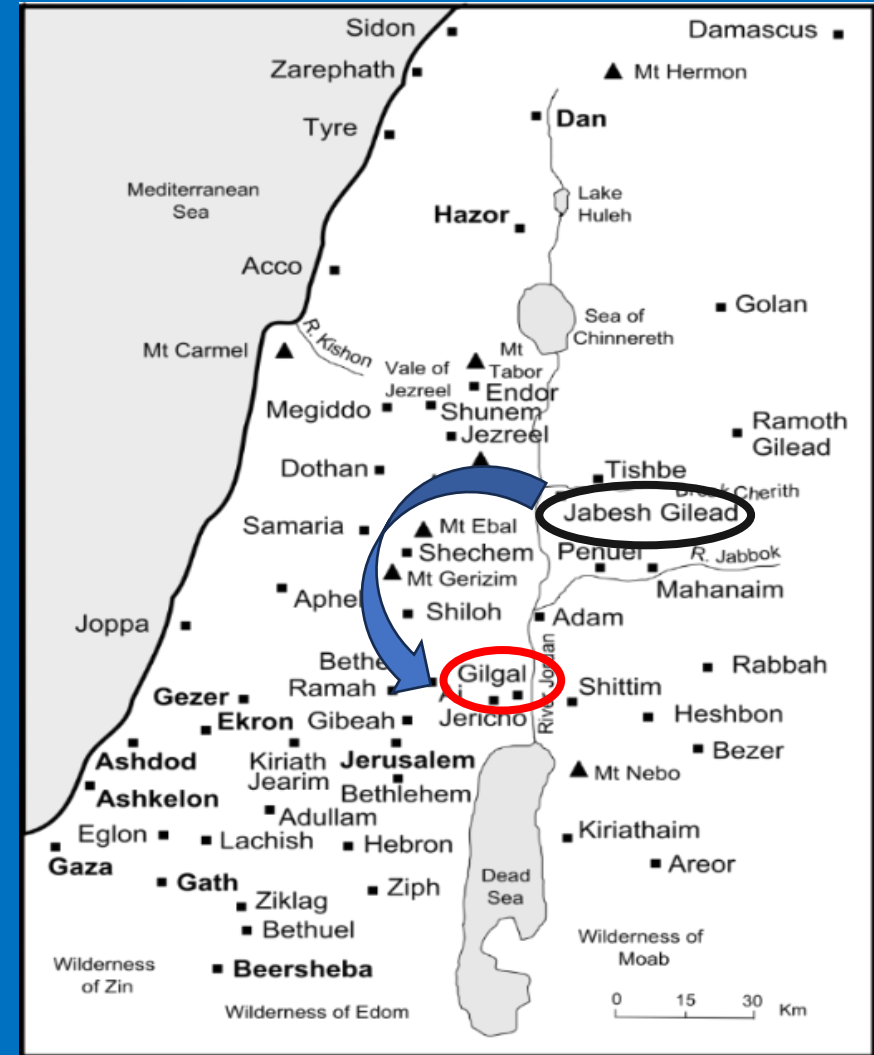 Sidon
Damascus
Zarephath
Mt Hermon
Dan
Tyre
Mediterranean
Sea
Lake
Huleh
Hazor
Acco
Golan
Sea of
Chinnereth
R. Kishon
Mt Carmel
Mt
Tabor
Vale of
Jezreel
Endor
Megiddo
Shunem
Ramoth
Gilead
Jezreel
Dothan
Tishbe
Cherith
Jabesh Gilead
Samaria
Mt Ebal
Shechem
Penuel
R. Jabbok
Mt Gerizim
Mahanaim
Aphe
Shiloh
Adam
Joppa
River Jordan
Bethe
Gilgal
Rabbah
Ramah
Shittim
Gezer
Jericho
Heshbon
Ekron
Gibeah
Bezer
Ashdod
Kiriath
Jearim
Jerusalem
Mt Nebo
Ashkelon
Bethlehem
Adullam
Eglon
Lachish
Hebron
Kiriathaim
Gaza
Areor
Gath
Ziph
Dead
Sea
Ziklag
Bethuel
Wilderness of
Moab
Wilderness
of Zin
Beersheba
Wilderness of Edom
0 15 30 Km